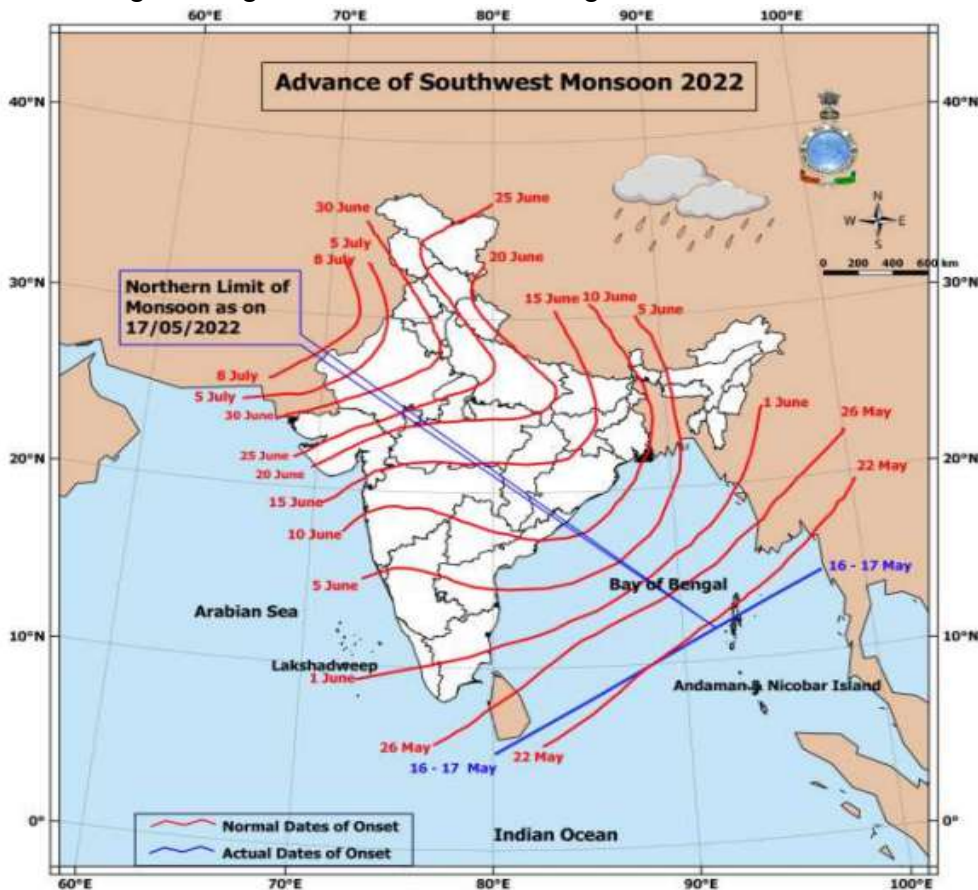 60°E 70°E 80°E 90°E 100°E
Advance of Southwest Monsoon 2022
40°N 40°N
N
W E
S
0 200 400 600 km
25 June
30 June
5 July
8 July
20 June
30°N 30°N
Northern Limit of
Monsoon as on
17/05/2022
15 June 10 June 5 June
8 July
5 July
30 June
1 June
26 May
25 June
20 June
22 May
20°N 20°N
15 June
10 June
5 June
Bay of Bengal
16 - 17 May
Arabian Sea
10°N 10°N
Lakshadweep
1 June
Andaman & Nicobar Island
26 May
22 May
16 - 17 May
0° 0°
Normal Dates of Onset
Actual Dates of Onset
Indian Ocean
60°E 70°E 80°E 90°E 100°E